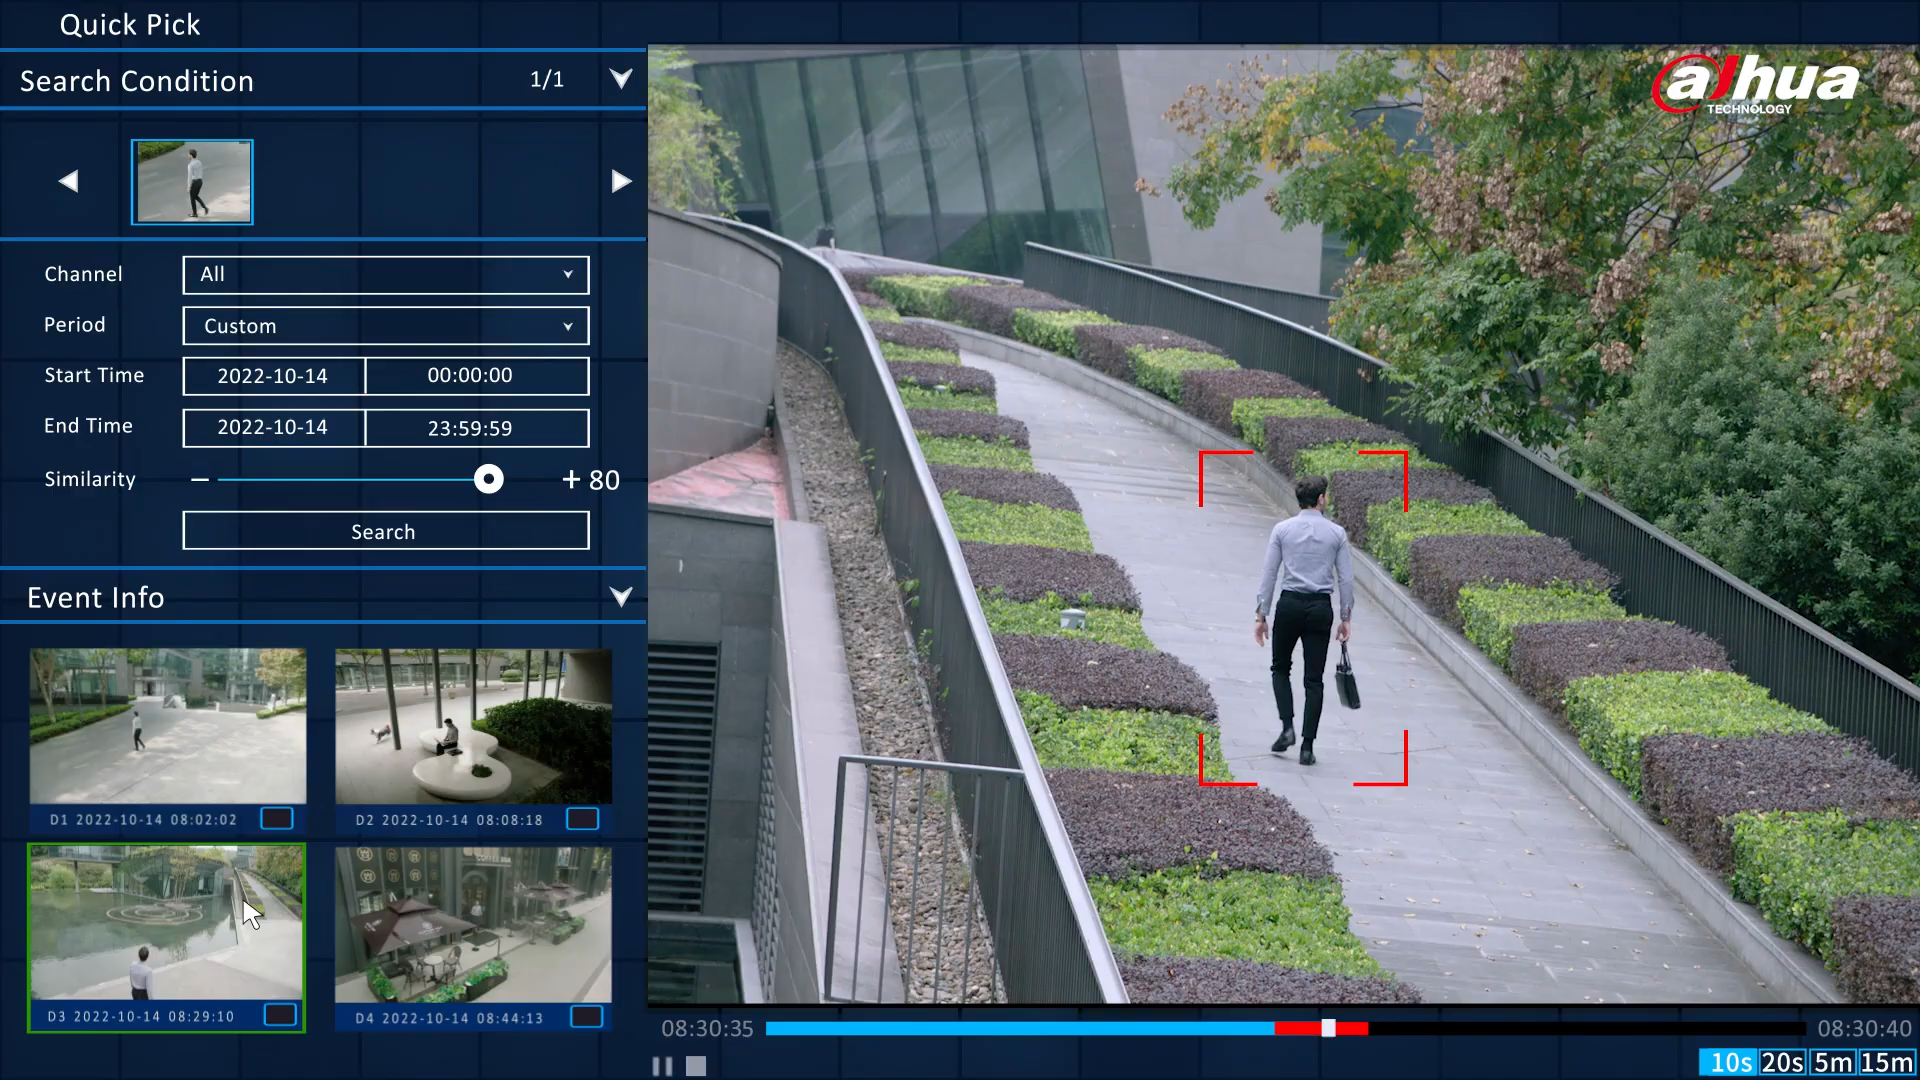 Quick Pick
Search Condition 1/1
Channel All
Period Custom
Start Time 2022-10-14 00:00:00
End Time 2022-10-14 23:59:59
Similarity − + 80
Search
Event Info
D1 2022-10-14 08:02:02
D2 2022-10-14 08:08:18
D3 2022-10-14 08:29:10
D4 2022-10-14 08:44:13
alhua
TECHNOLOGY
08:30:35 08:30:40
10s 20s 5m 15m